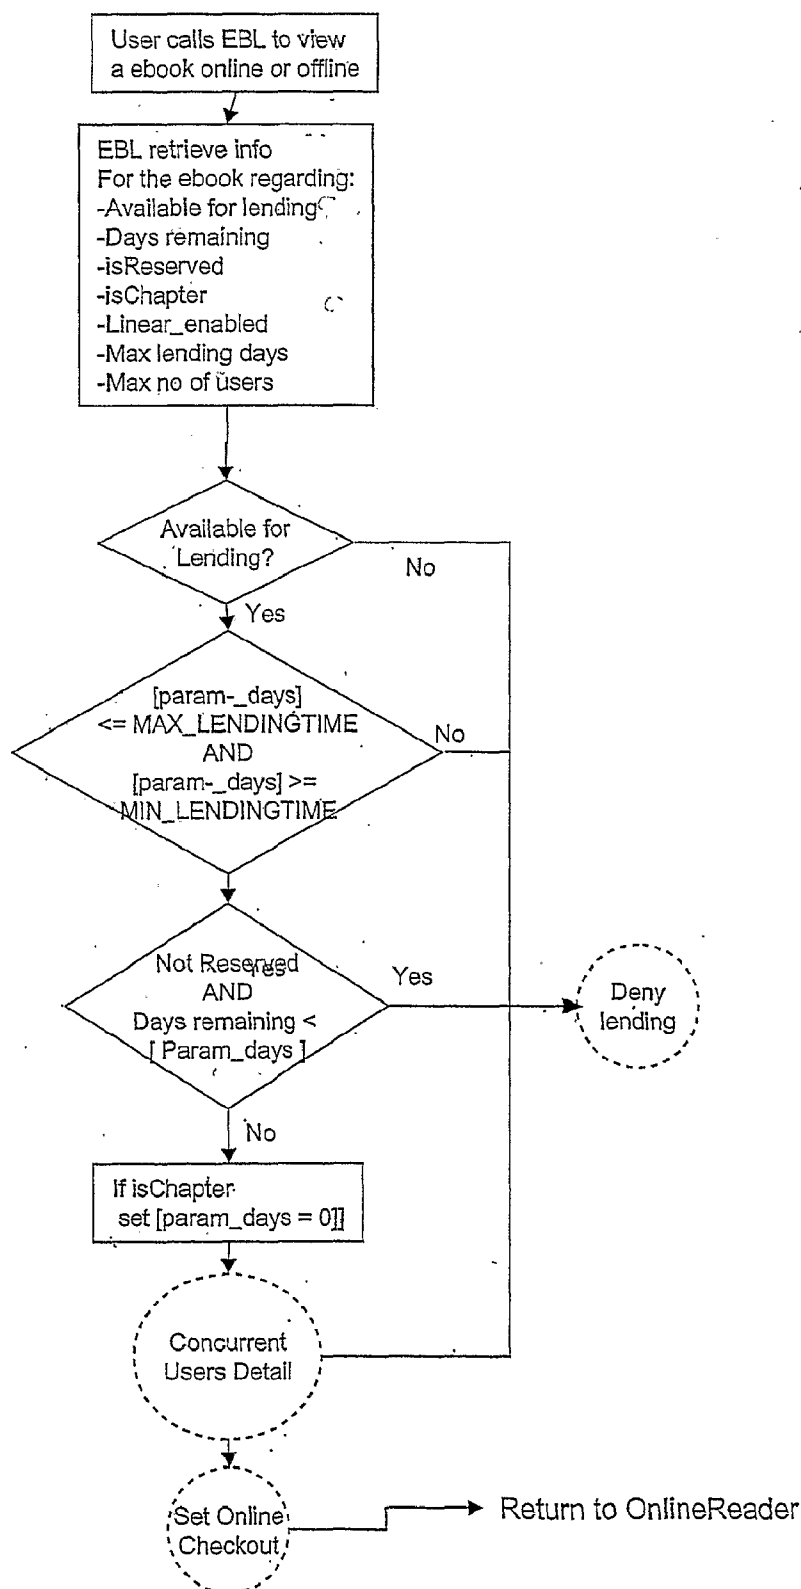 User calls EBL to view
a ebook online or offline
EBL retrieve info
For the ebook regarding:
-Available for lending
-Days remaining
-isReserved
-isChapter
-Linear_enabled
-Max lending days
-Max no of users
Available for
Lending?
No
Yes
[param-_days]
<= MAX_LENDINGTIME
AND
[param-_days] >=
MIN_LENDINGTIME
No
Not Reserved
Yes
AND
Days remaining <
[ Param_days ]
Yes
Deny
lending
No
If isChapter
set [param_days = 0]]
Concurrent
Users Detail
Set Online
Checkout
Return to OnlineReader